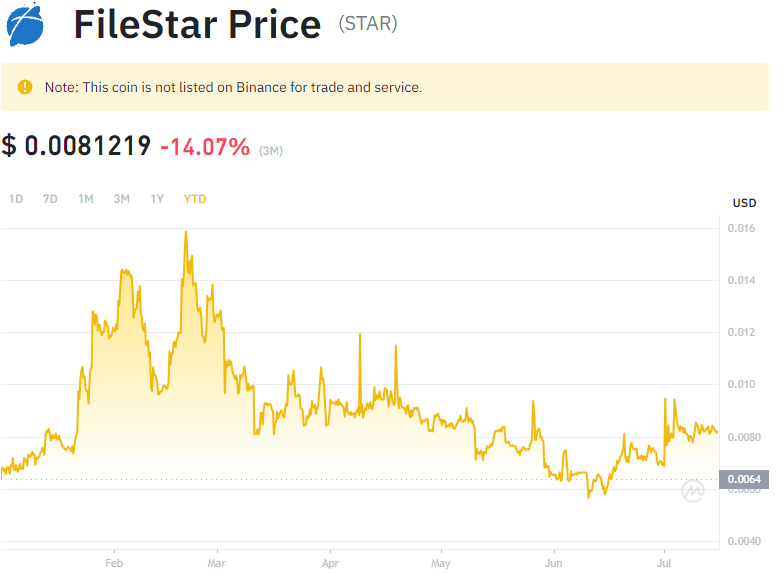 FileStar Price (STAR)
Note: This coin is not listed on Binance for trade and service.
$ 0.0081219 -14.07% (3M)
1D 7D 1M 3M 1Y YTD
USD
0.016
0.014
0.012
0.010
0.0080
0.0064
0.0060
0.0040
Feb Mar Apr May Jun Jul